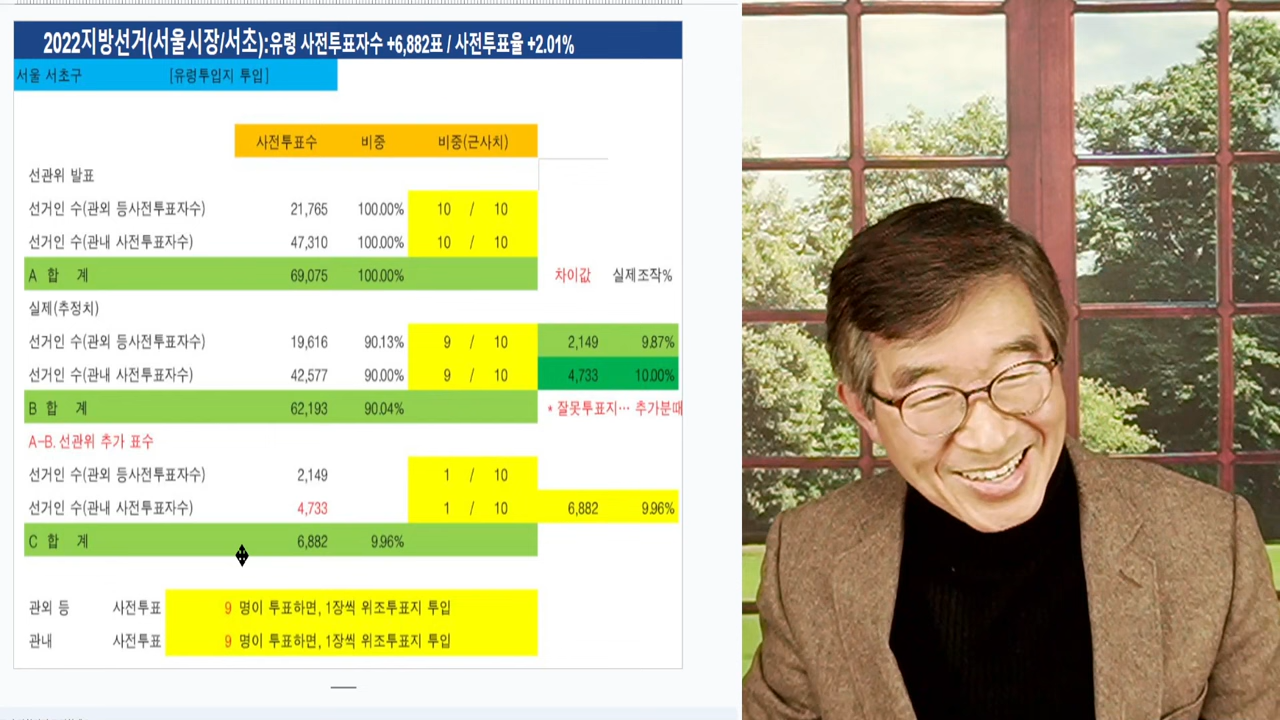 2022지방선거(서울시장/서초):유령 사전투표자수 +6,882표 / 사전투표율 +2.01%
서울 서초구 [유령투입지 투입]
사전투표수 비중 비중(근사치)
선관위 발표
선거인 수(관외 등사전투표자수) 21,765 100.00% 10 / 10
선거인 수(관내 사전투표자수) 47,310 100.00% 10 / 10
A 합 계 69,075 100.00% 차이값 실제조작%
실제(추정치)
선거인 수(관외 등사전투표자수) 19,616 90.13% 9 / 10 2,149 9.87%
선거인 수(관내 사전투표자수) 42,577 90.00% 9 / 10 4,733 10.00%
B 합 계 62,193 90.04% * 잘못투표지… 추가분때
A-B. 선관위 추가 표수
선거인 수(관외 등사전투표자수) 2,149 1 / 10
선거인 수(관내 사전투표자수) 4,733 1 / 10 6,882 9.96%
C 합 계 6,882 9.96%
관외 등 사전투표 9 명이 투표하면, 1장씩 위조투표지 투입
관내 사전투표 9 명이 투표하면, 1장씩 위조투표지 투입